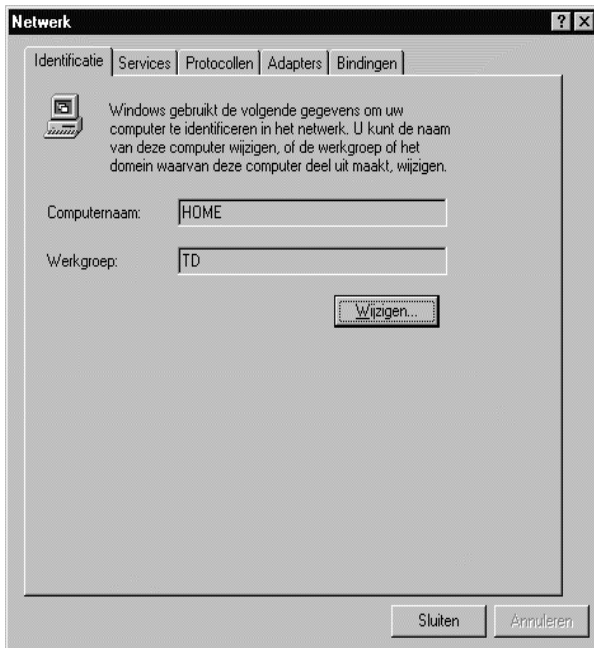 Netwerk
Identificatie Services Protocollen Adapters Bindingen
Windows gebruikt de volgende gegevens om uw
computer te identificeren in het netwerk. U kunt de naam
van deze computer wijzigen, of de werkgroep of het
domein waarvan deze computer deel uit maakt, wijzigen.
Computernaam: HOME
Werkgroep: TD
Wijzigen...
Sluiten Annuleren